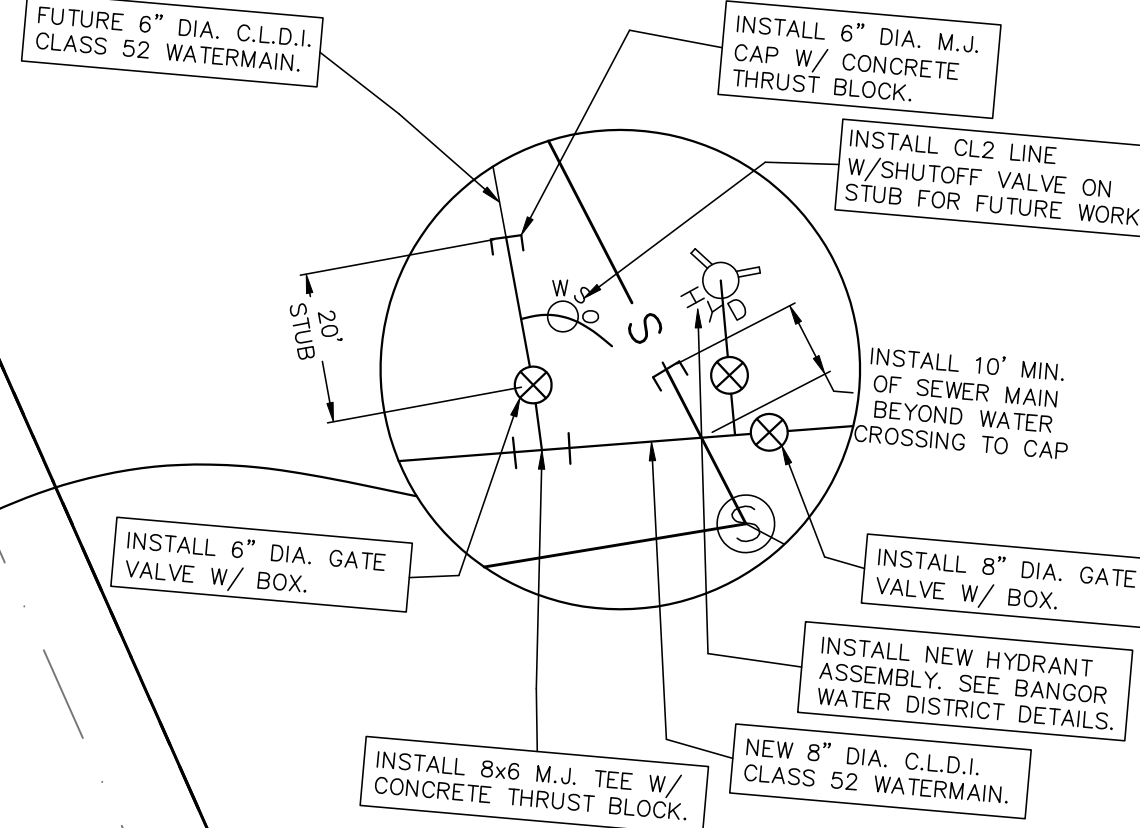 FUTURE 6” DIA. C.L.D.I.
CLASS 52 WATERMAIN.
INSTALL 6” DIA. M.J.
CAP W/ CONCRETE
THRUST BLOCK.
INSTALL CL2 LINE
W/SHUTOFF VALVE ON
STUB FOR FUTURE WORK
20’
STUB
WSO
S
HYD
INSTALL 10’ MIN.
OF SEWER MAIN
BEYOND WATER
CROSSING TO CAP
S
INSTALL 6” DIA. GATE
VALVE W/ BOX.
INSTALL 8” DIA. GATE
VALVE W/ BOX.
INSTALL NEW HYDRANT
ASSEMBLY. SEE BANGOR
WATER DISTRICT DETAILS.
INSTALL 8x6 M.J. TEE W/
CONCRETE THRUST BLOCK.
NEW 8” DIA. C.L.D.I.
CLASS 52 WATERMAIN.